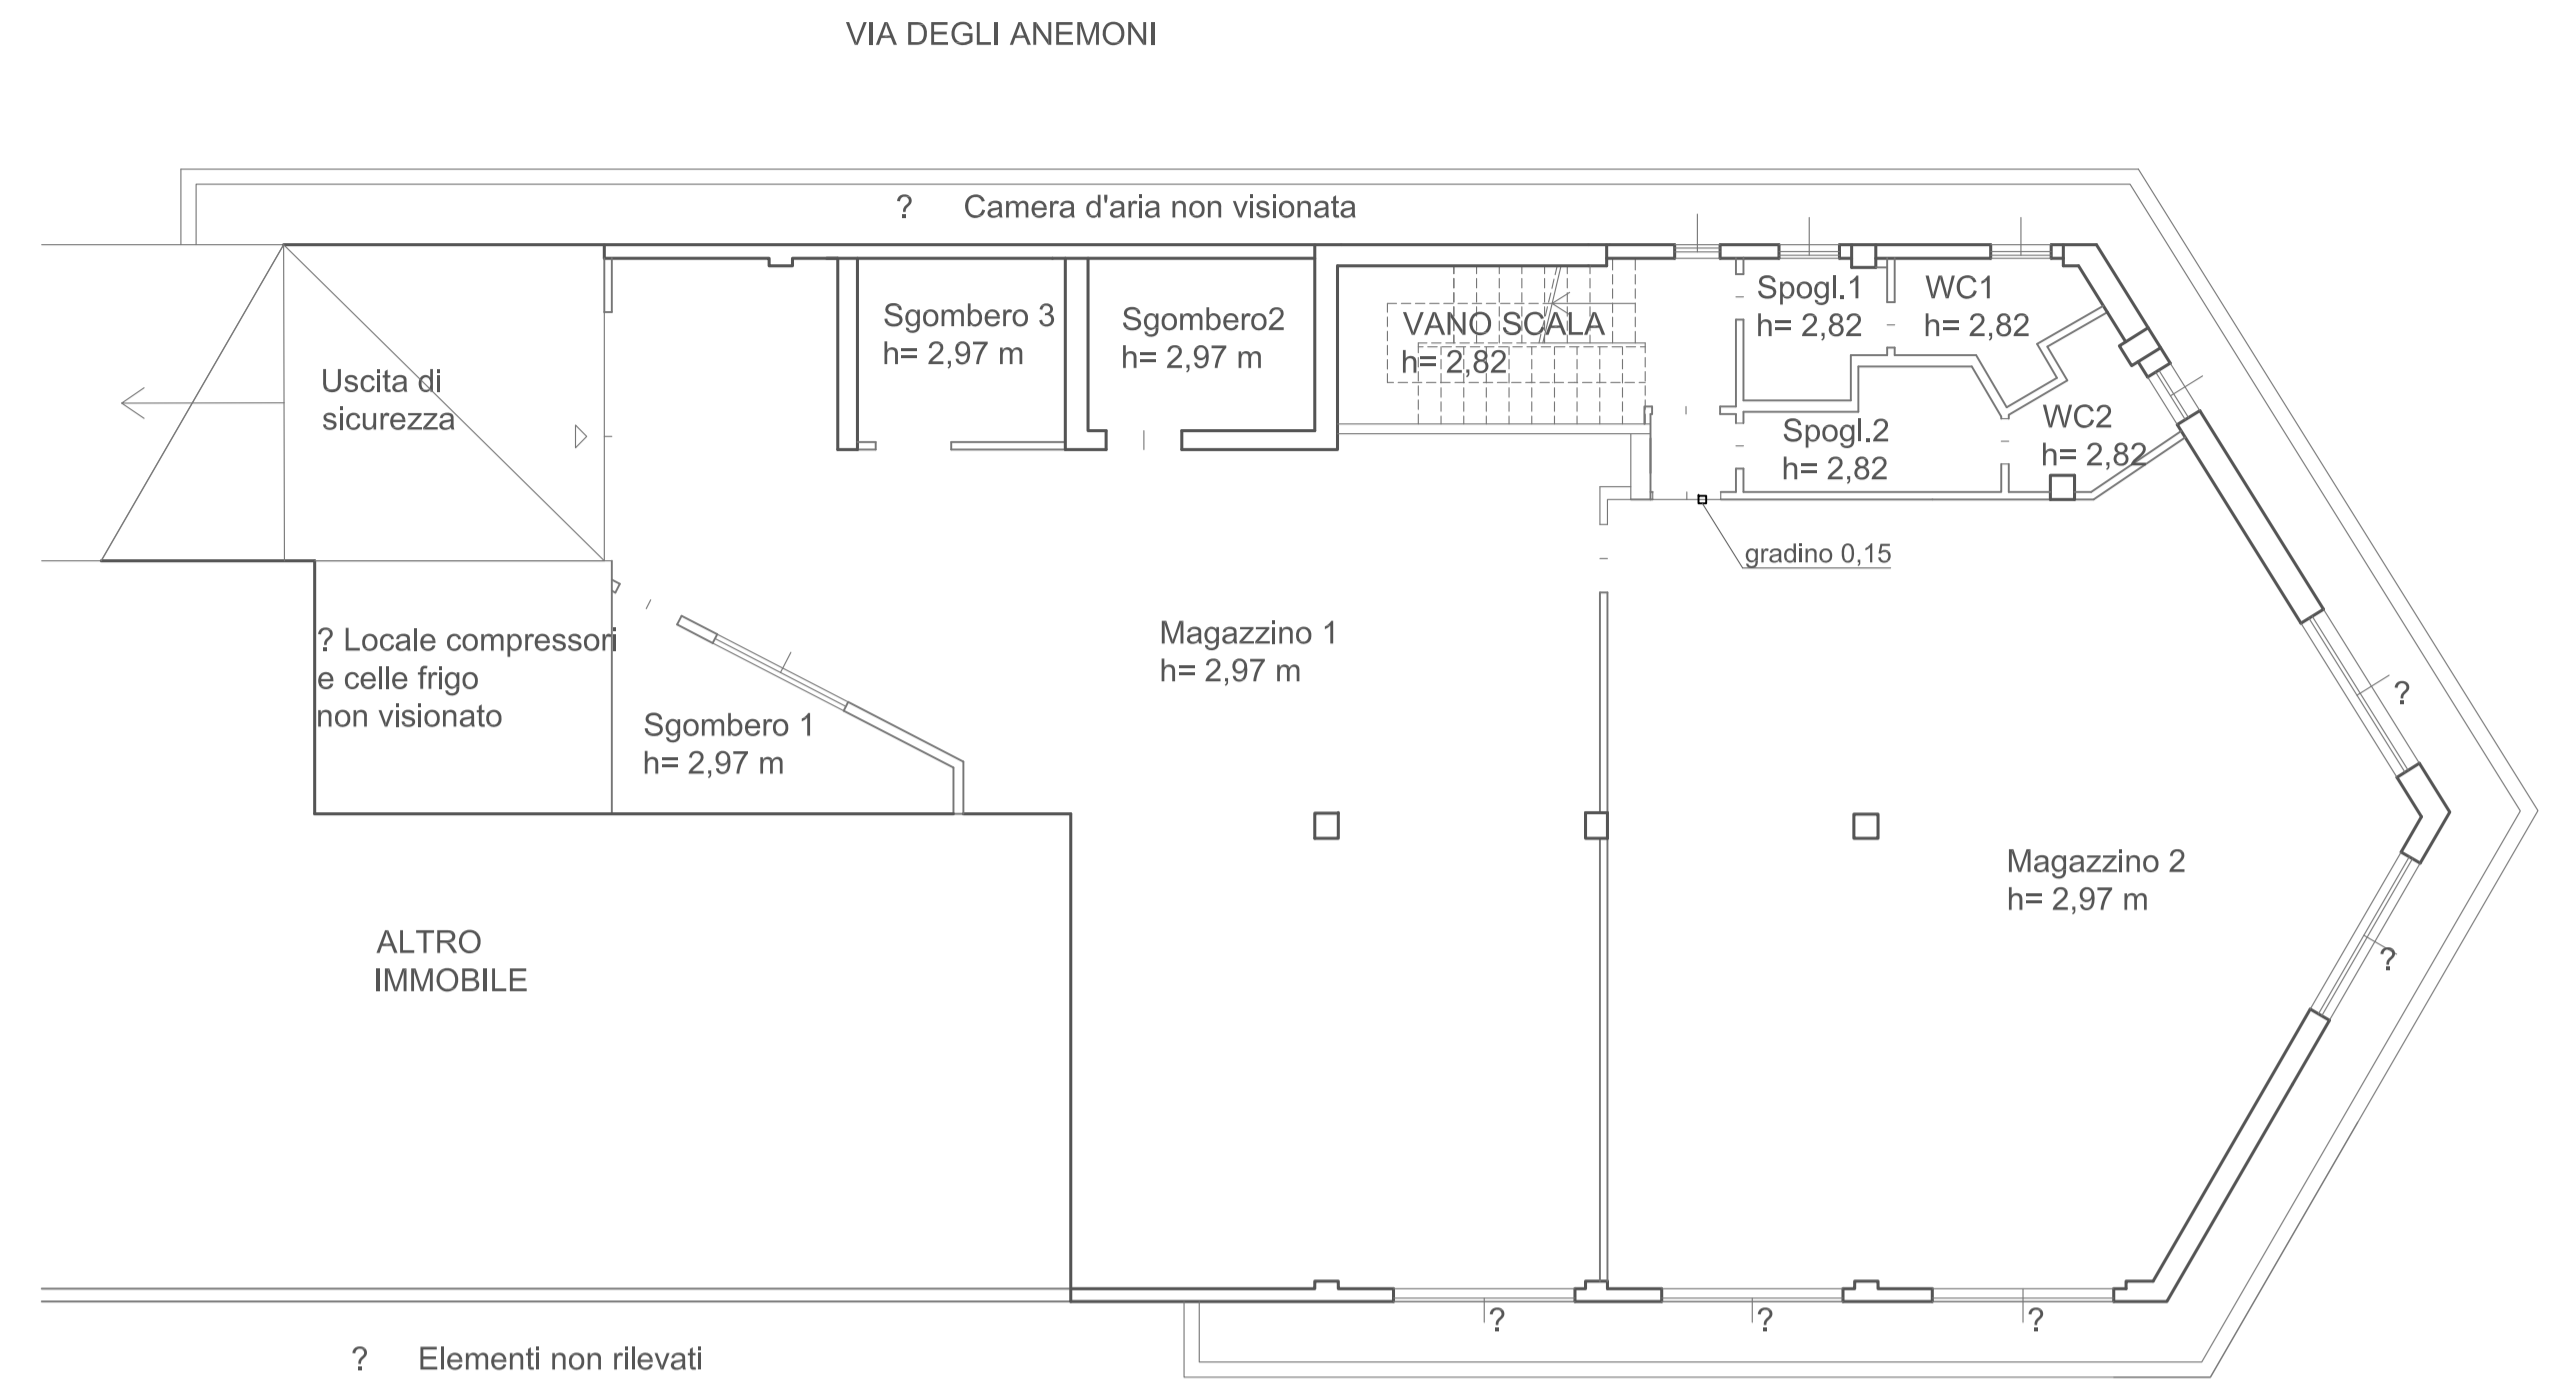 VIA DEGLI ANEMONI
? Camera d'aria non visionata
Sgombero 3
h= 2,97 m
Sgombero2
h= 2,97 m
VANO SCALA
h= 2,82
Spogl.1
h= 2,82
WC1
h= 2,82
Uscita di
sicurezza
Spogl.2
h= 2,82
WC2
h= 2,82
gradino 0,15
? Locale compressori
e celle frigo
non visionato
Magazzino 1
h= 2,97 m
?
Sgombero 1
h= 2,97 m
Magazzino 2
h= 2,97 m
ALTRO
IMMOBILE
?
?
?
?
? Elementi non rilevati